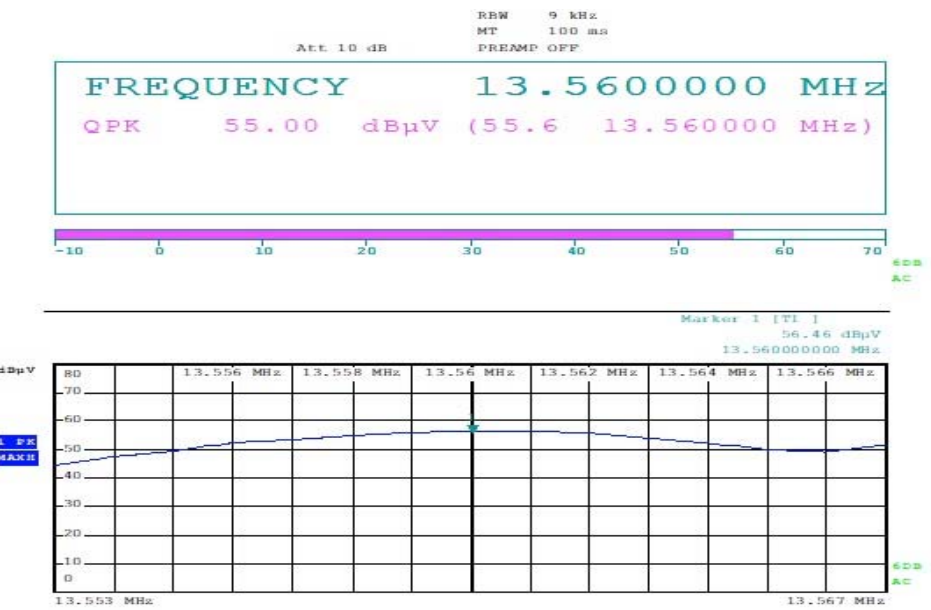 RBW 9 kHz
MT 100 ms
Att 10 dB PREAMP OFF
FREQUENCY 13.5600000 MHz
QPK 55.00 dBµV (55.6 13.560000 MHz)
-10 0 10 20 30 40 50 60 70
6DB
AC
Marker 1 [T1 ]
56.46 dBµV
13.560000000 MHz
dBµV
80 13.556 MHz 13.558 MHz 13.56 MHz 13.562 MHz 13.564 MHz 13.566 MHz
70
60
1 PK
MAXH
50
40
30
20
10
6DB
0
AC
13.553 MHz 13.567 MHz